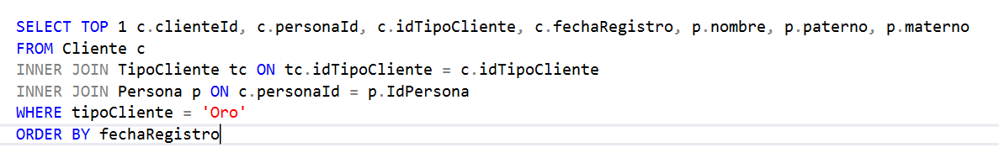 SELECT TOP 1 c.clienteId, c.personaId, c.idTipoCliente, c.fechaRegistro, p.nombre, p.paterno, p.materno
FROM Cliente c
INNER JOIN TipoCliente tc ON tc.idTipoCliente = c.idTipoCliente
INNER JOIN Persona p ON c.personaId = p.IdPersona
WHERE tipoCliente = 'Oro'
ORDER BY fechaRegistro